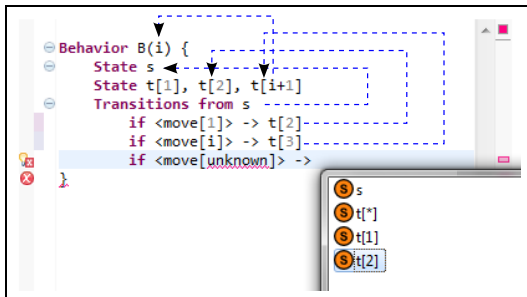 Behavior B(i) {
State s
State t[1], t[2], t[i+1]
Transitions from s
if <move[1]> -> t[2]
if <move[i]> -> t[3]
if <move[unknown]> ->
}
S s
S t[*]
S t[1]
S t[2]